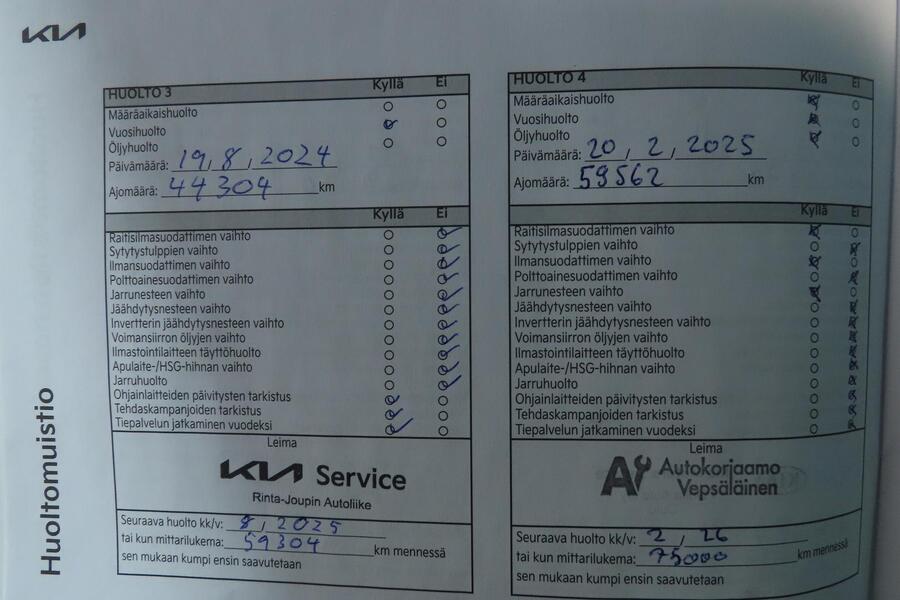 KIA
Huoltomuistio
HUOLTO 3 Kyllä Ei
Määräaikaishuolto
Vuosihuolto
Öljyhuolto
Päivämäärä: 19, 8, 2024
Ajomäärä: 44304 km
Kyllä Ei
Raitisilmasuodattimen vaihto
Sytytystulppien vaihto
Ilmansuodattimen vaihto
Polttoainesuodattimen vaihto
Jarrunesteen vaihto
Jäähdytysnesteen vaihto
Invertterin jäähdytysnesteen vaihto
Voimansiirron öljyjen vaihto
Ilmastointilaitteen täyttöhuolto
Apulaite-/HSG-hihnan vaihto
Jarruhuolto
Ohjainlaitteiden päivitysten tarkistus
Tehdaskampanjoiden tarkistus
Tiepalvelun jatkaminen vuodeksi
Leima
KIA Service
Rinta-Joupin Autoliike
Seuraava huolto kk/v: 8, 2025
tai kun mittarilukema: 59304 km mennessä
sen mukaan kumpi ensin saavutetaan
HUOLTO 4 Kyllä Ei
Määräaikaishuolto
Vuosihuolto
Öljyhuolto
Päivämäärä: 20, 2, 2025
Ajomäärä: 59562 km
Kyllä Ei
Raitisilmasuodattimen vaihto
Sytytystulppien vaihto
Ilmansuodattimen vaihto
Polttoainesuodattimen vaihto
Jarrunesteen vaihto
Jäähdytysnesteen vaihto
Invertterin jäähdytysnesteen vaihto
Voimansiirron öljyjen vaihto
Ilmastointilaitteen täyttöhuolto
Apulaite-/HSG-hihnan vaihto
Jarruhuolto
Ohjainlaitteiden päivitysten tarkistus
Tehdaskampanjoiden tarkistus
Tiepalvelun jatkaminen vuodeksi
Leima
Autokorjaamo
Vepsäläinen
Seuraava huolto kk/v: 2, 26
tai kun mittarilukema: 75000 km mennessä
sen mukaan kumpi ensin saavutetaan